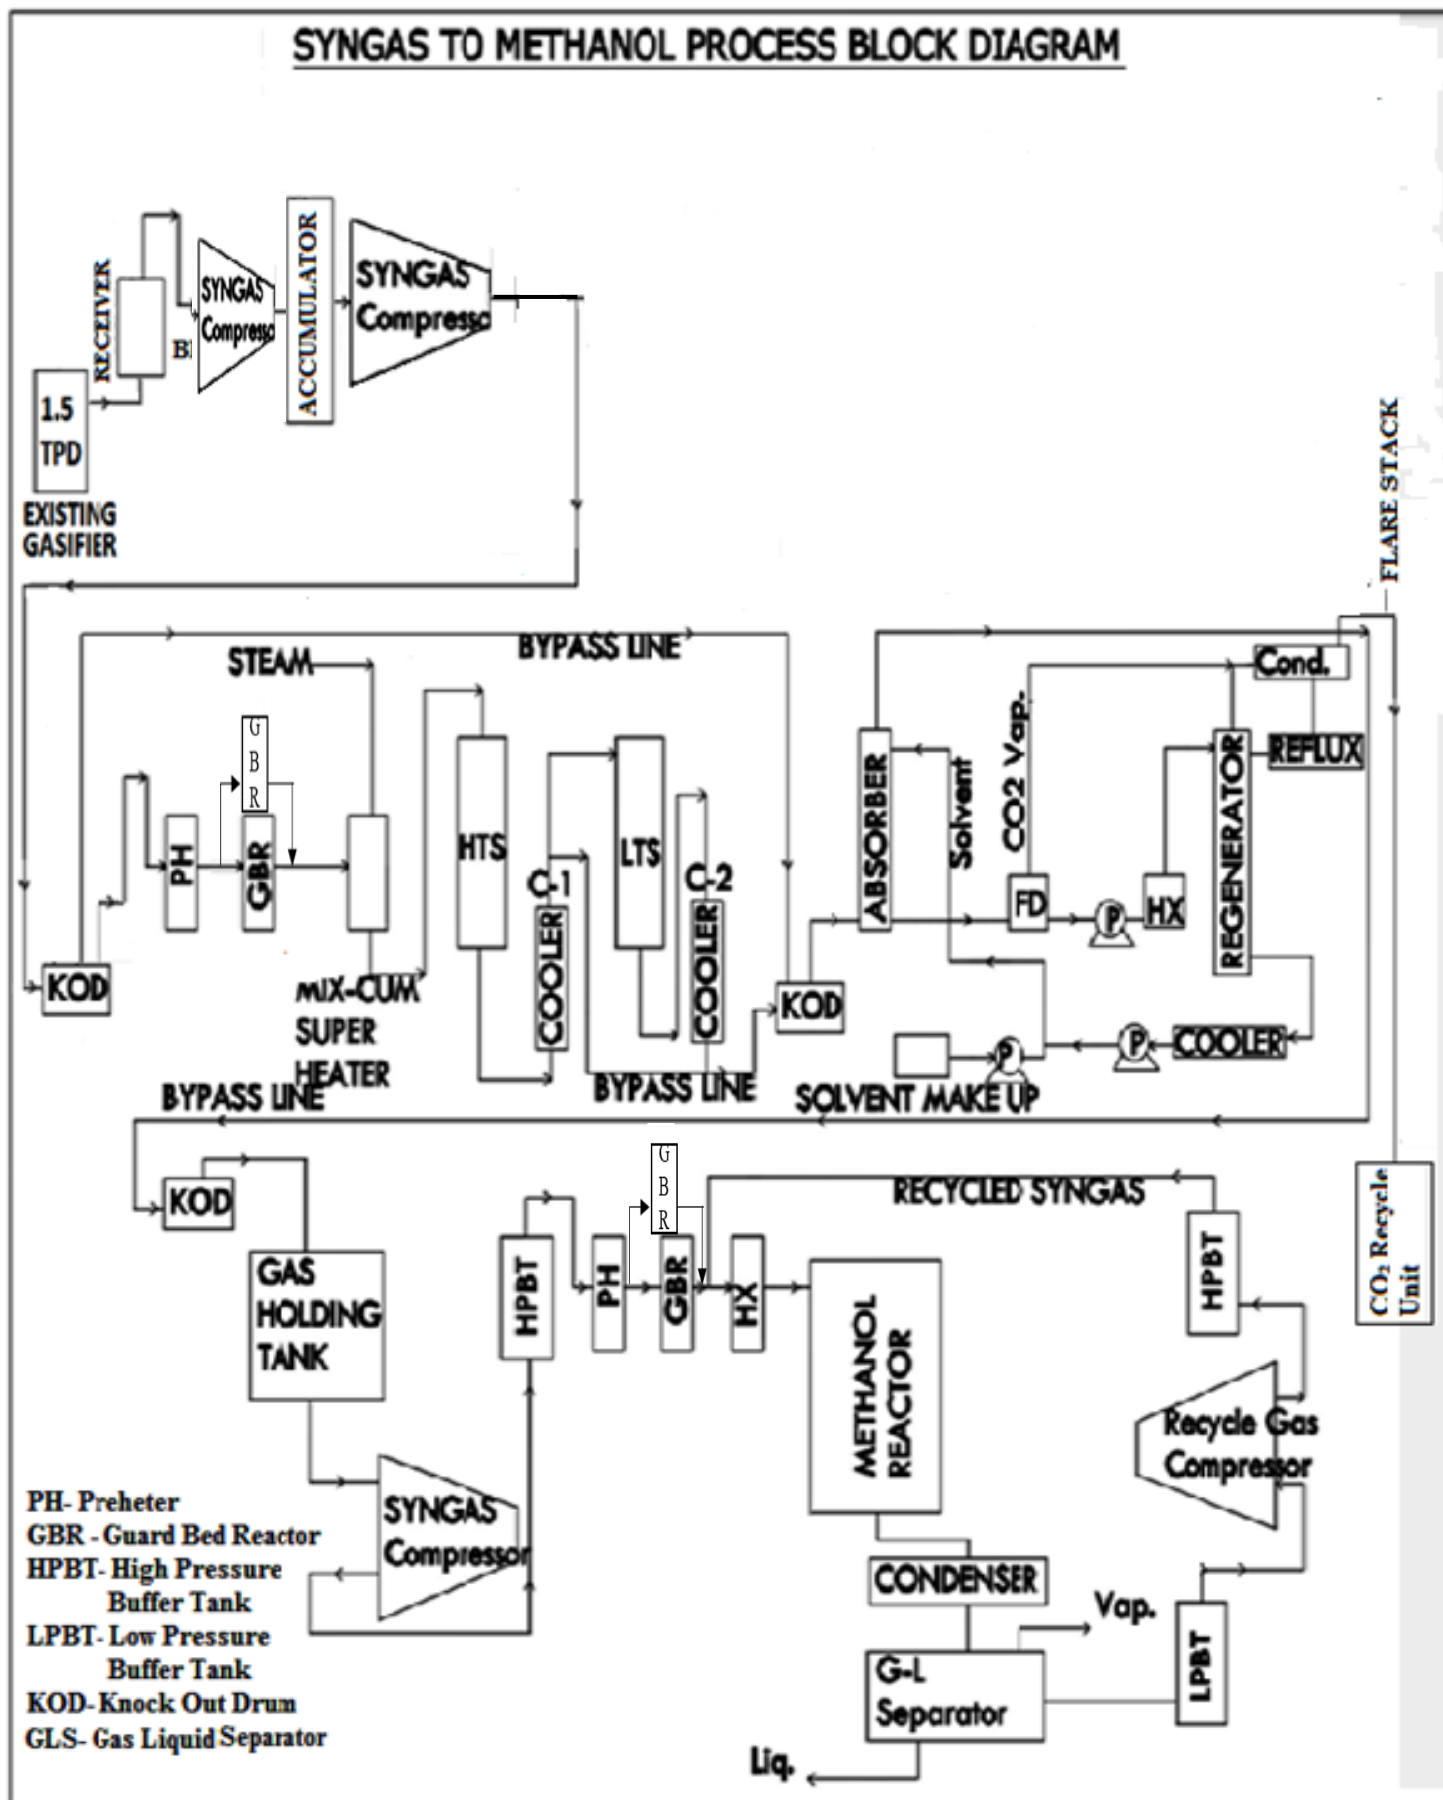 SYNGAS TO METHANOL PROCESS BLOCK DIAGRAM
RECEIVER
SYNGAS
Compresso
ACCUMULATOR
SYNGAS
Compresso
1.5
TPD
EXISTING
GASIFIER
FLARE STACK
BYPASS LINE
STEAM
Cond.
GBR
PH
GBR
HTS
LTS
C-1
COOLER
C-2
COOLER
ABSORBER
Solvent
CO2 Vap.
FD
P
HX
REGENERATOR
REFLUX
KOD
MIX-CUM
SUPER
HEATER
KOD
P
P
COOLER
BYPASS LINE
SOLVENT MAKE UP
BYPASS LINE
KOD
GBR
RECYCLED SYNGAS
CO₂ Recycle
Unit
GAS
HOLDING
TANK
HPBT
PH
GBR
HX
METHANOL
REACTOR
HPBT
Recycle Gas
Compressor
SYNGAS
Compressor
CONDENSER
Vap.
G-L
Separator
LPBT
Liq.
PH- Preheter
GBR - Guard Bed Reactor
HPBT- High Pressure
Buffer Tank
LPBT- Low Pressure
Buffer Tank
KOD- Knock Out Drum
GLS- Gas Liquid Separator